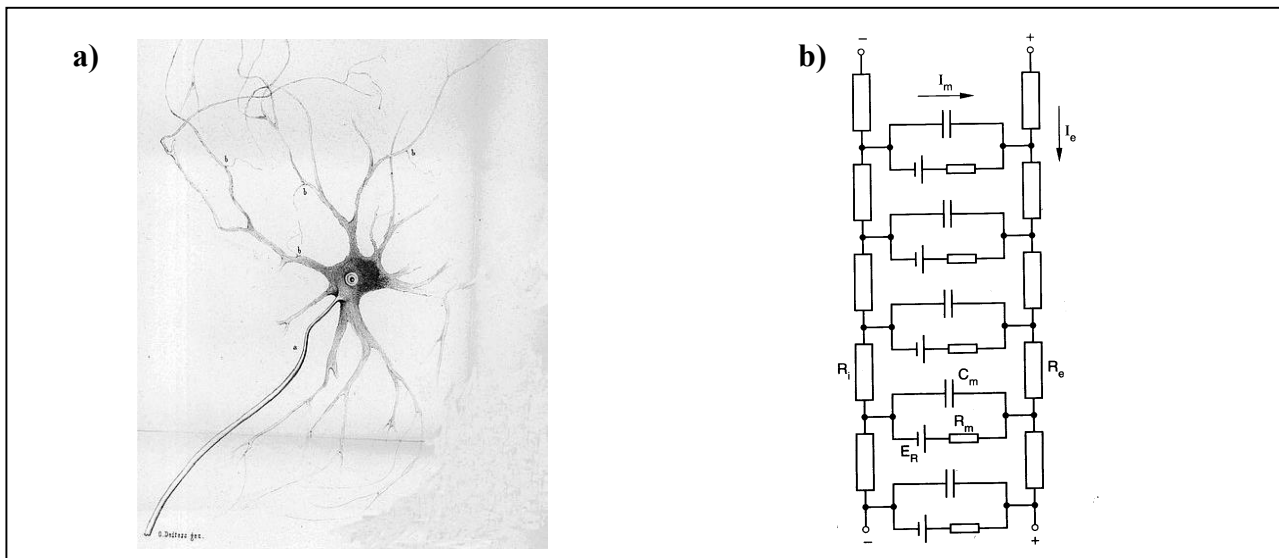 a)
b
b
b
b
a
O. Deiters gez.
b)
−
+
I_m
I_e
R_i
C_m
R_e
R_m
E_R
−
+